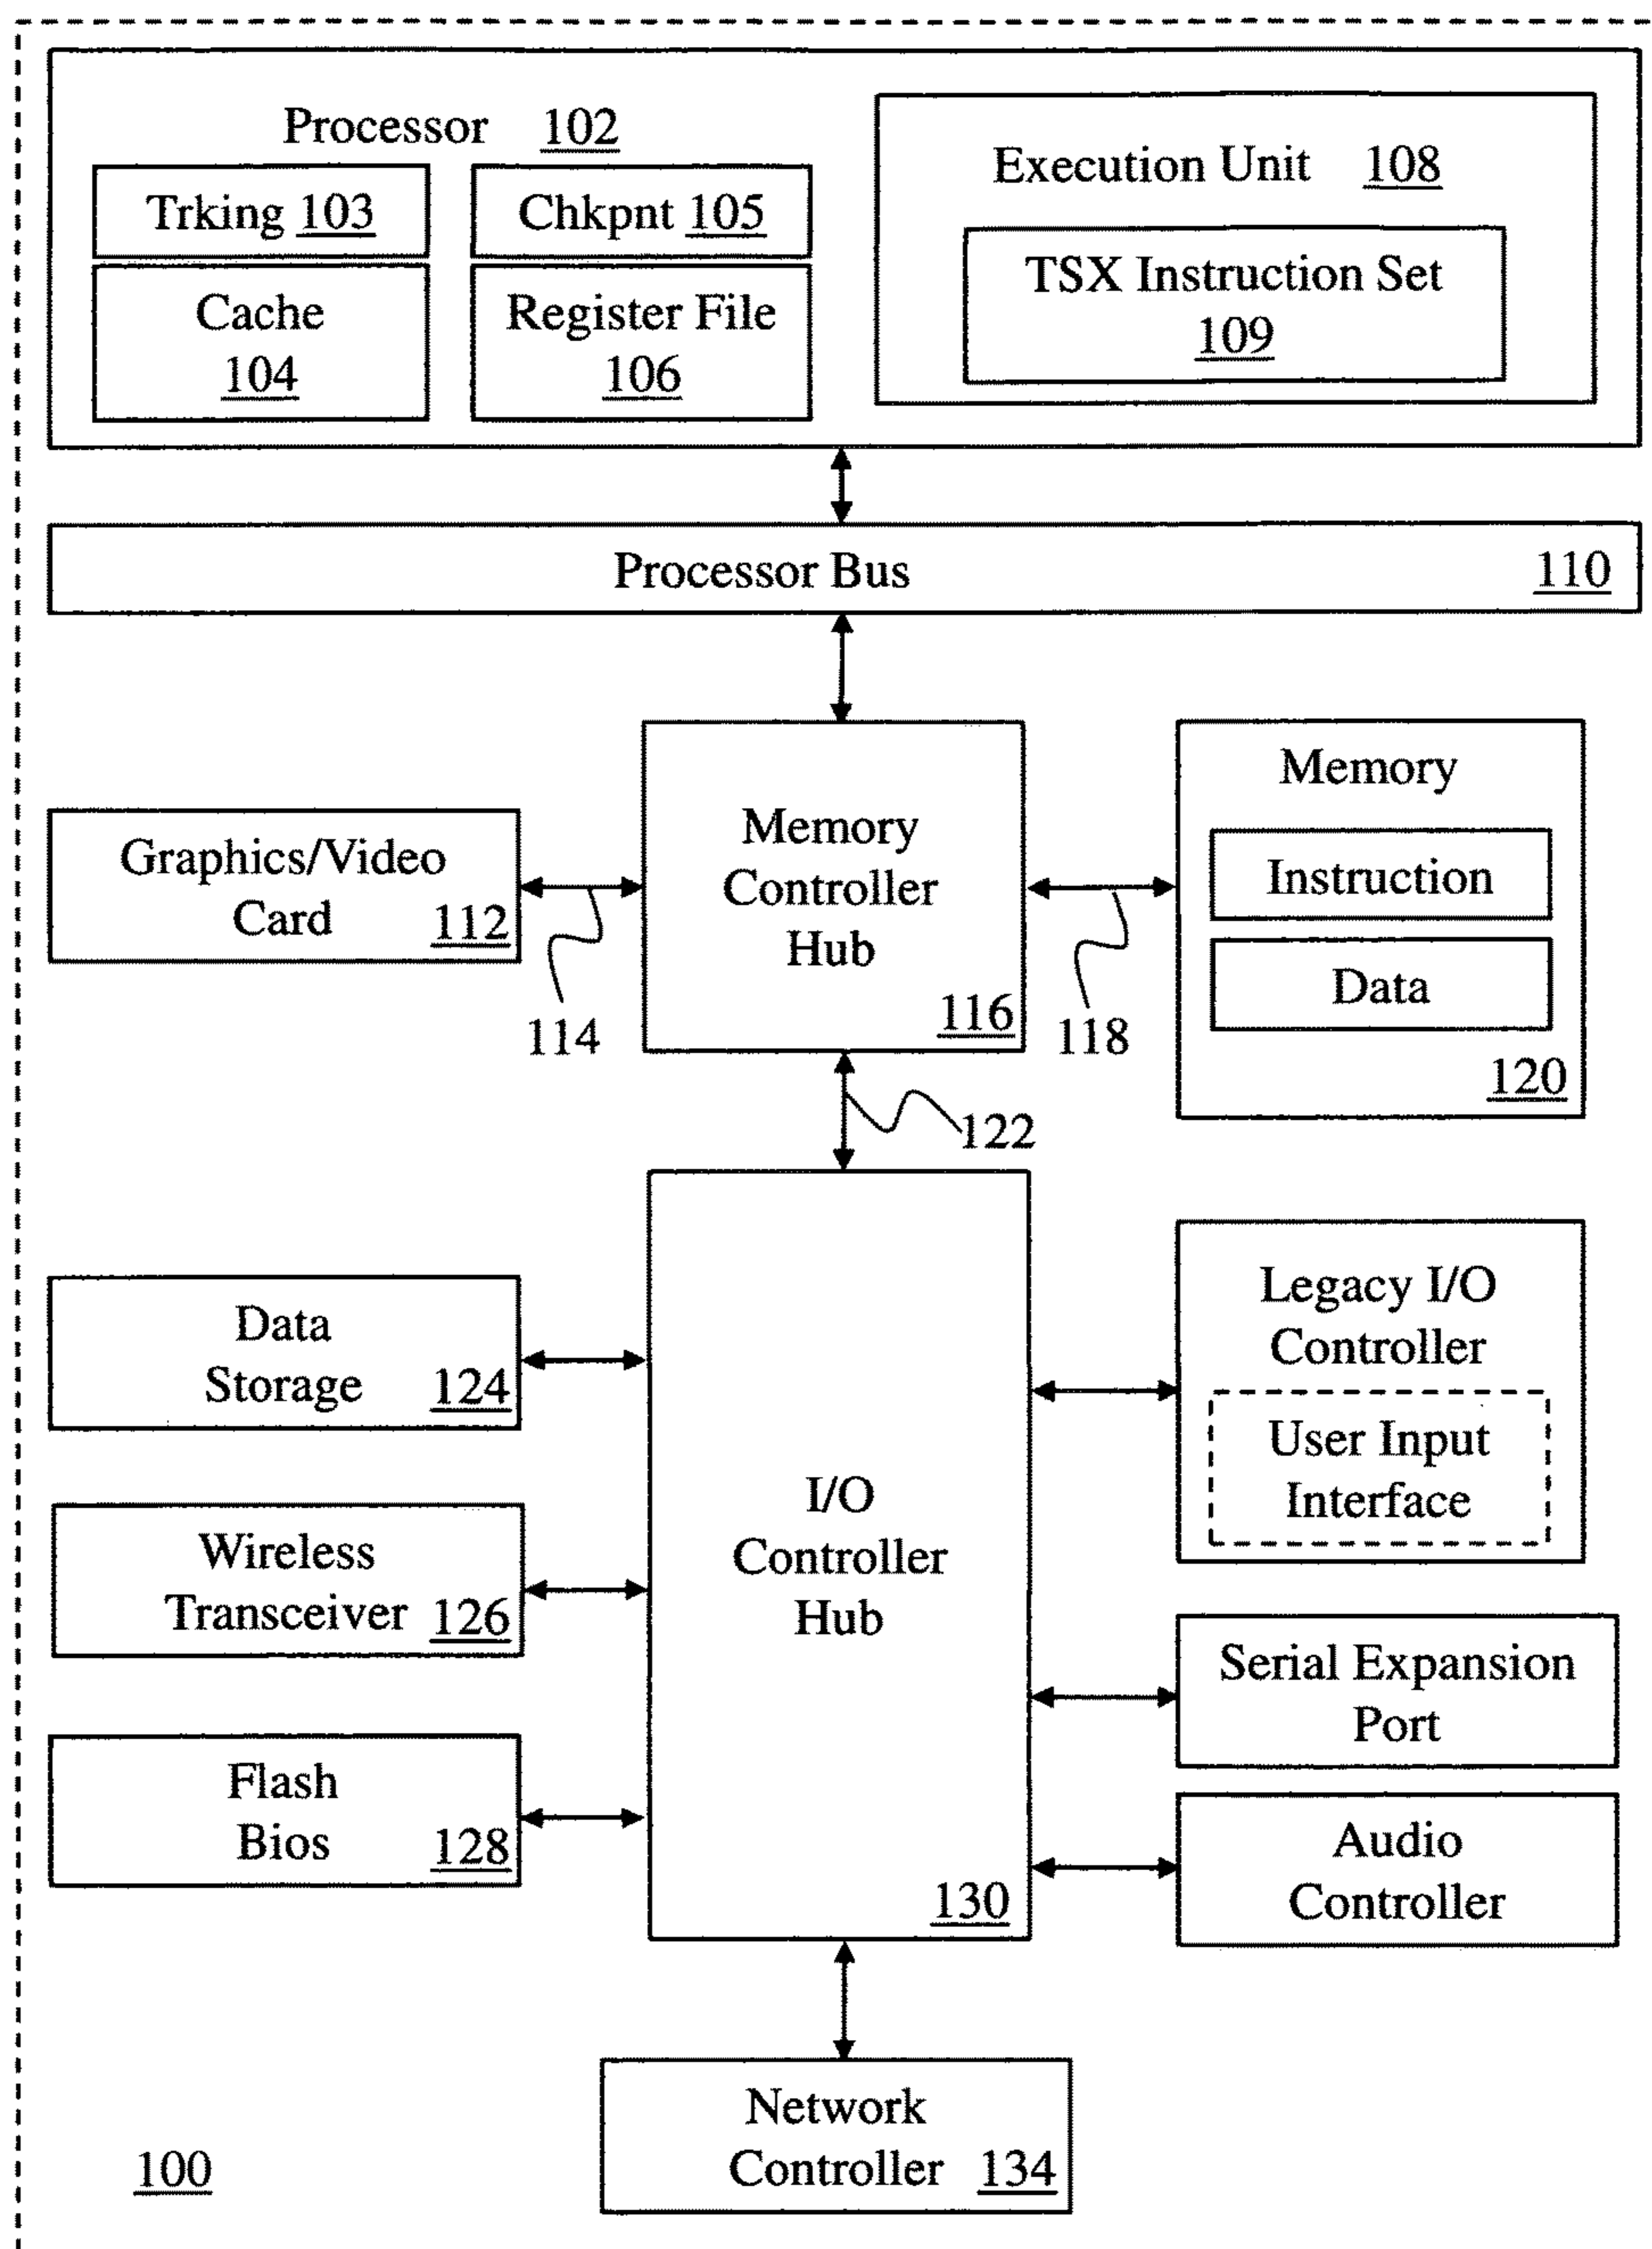 Processor 102
Trking 103
Chkpnt 105
Cache
104
Register File
106
Execution Unit 108
TSX Instruction Set
109
Processor Bus 110
Graphics/Video
Card 112
114
Memory
Controller
Hub
116
118
Memory
Instruction
Data
120
122
Data
Storage 124
Wireless
Transceiver 126
Flash
Bios 128
I/O
Controller
Hub
130
Legacy I/O
Controller
User Input
Interface
Serial Expansion
Port
Audio
Controller
Network
Controller 134
100